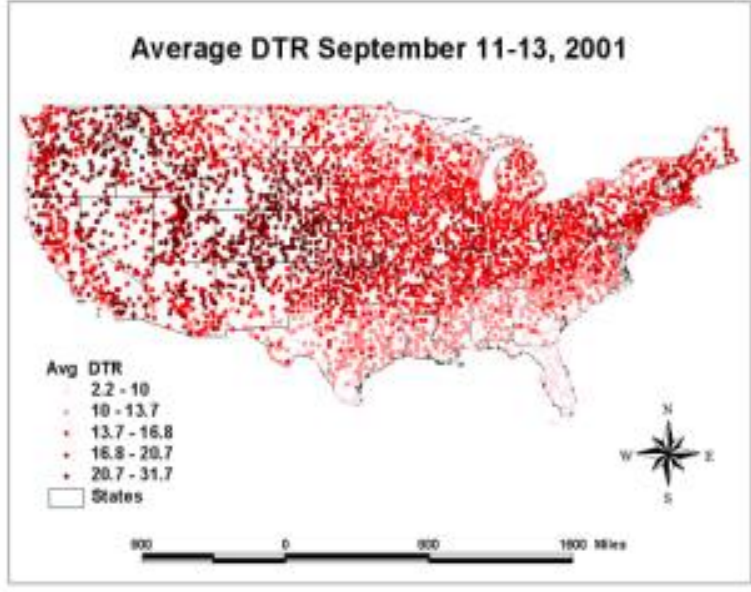 Average DTR September 11-13, 2001
Avg DTR
2.2 - 10
10 - 13.7
13.7 - 16.8
16.8 - 20.7
20.7 - 31.7
States
N
W E
S
800 0 800 1600 Miles